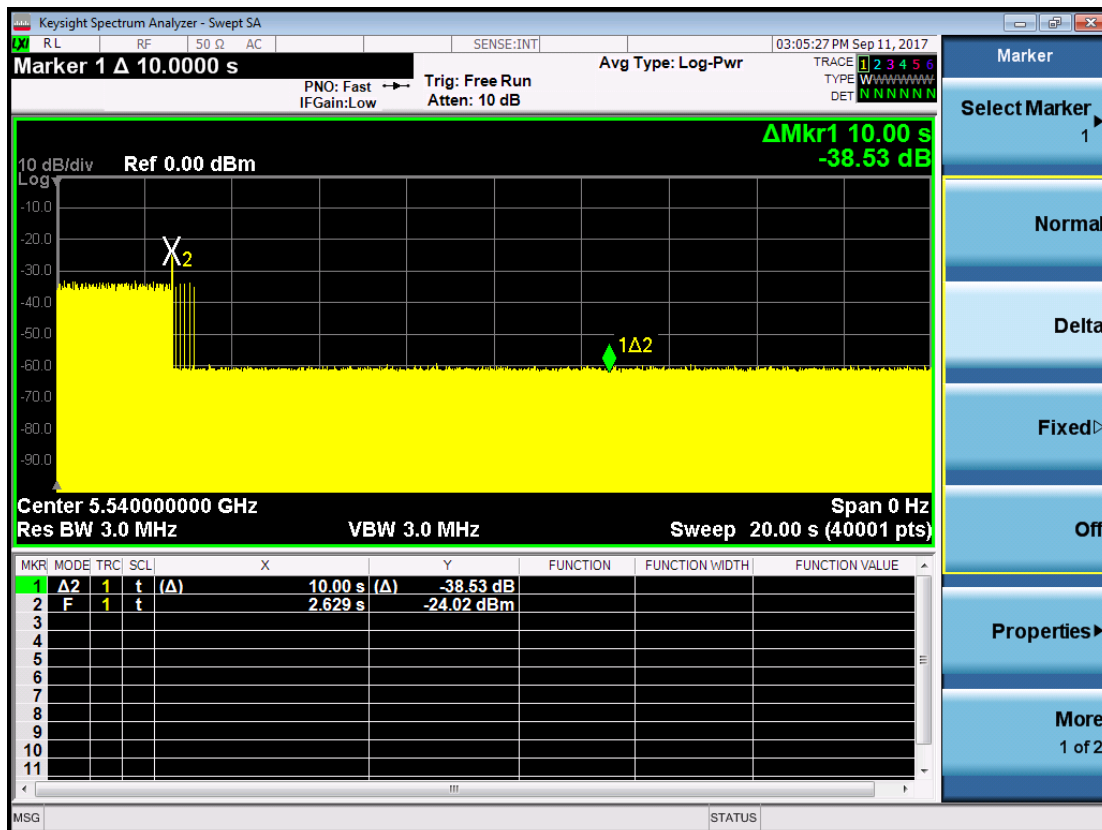 Keysight Spectrum Analyzer - Swept SA
LXI RL RF 50 Ω AC SENSE:INT 03:05:27 PM Sep 11, 2017
Marker 1 Δ 10.0000 s
PNO: Fast
IFGain:Low
Trig: Free Run
Atten: 10 dB
Avg Type: Log-Pwr
TRACE 1 2 3 4 5 6
TYPE WWWWWW
DET N N N N N N
ΔMkr1 10.00 s
-38.53 dB
10 dB/div Ref 0.00 dBm
Log
-10.0
-20.0
-30.0
-40.0
-50.0
-60.0
-70.0
-80.0
-90.0
X2
1Δ2
Center 5.540000000 GHz Span 0 Hz
Res BW 3.0 MHz VBW 3.0 MHz Sweep 20.00 s (40001 pts)
MKR MODE TRC SCL X Y FUNCTION FUNCTION WIDTH FUNCTION VALUE
1 Δ2 1 t (Δ) 10.00 s (Δ) -38.53 dB
2 F 1 t 2.629 s -24.02 dBm
3
4
5
6
7
8
9
10
11
MSG STATUS
Marker
Select Marker
1
Normal
Delta
Fixed
Off
Properties
More
1 of 2